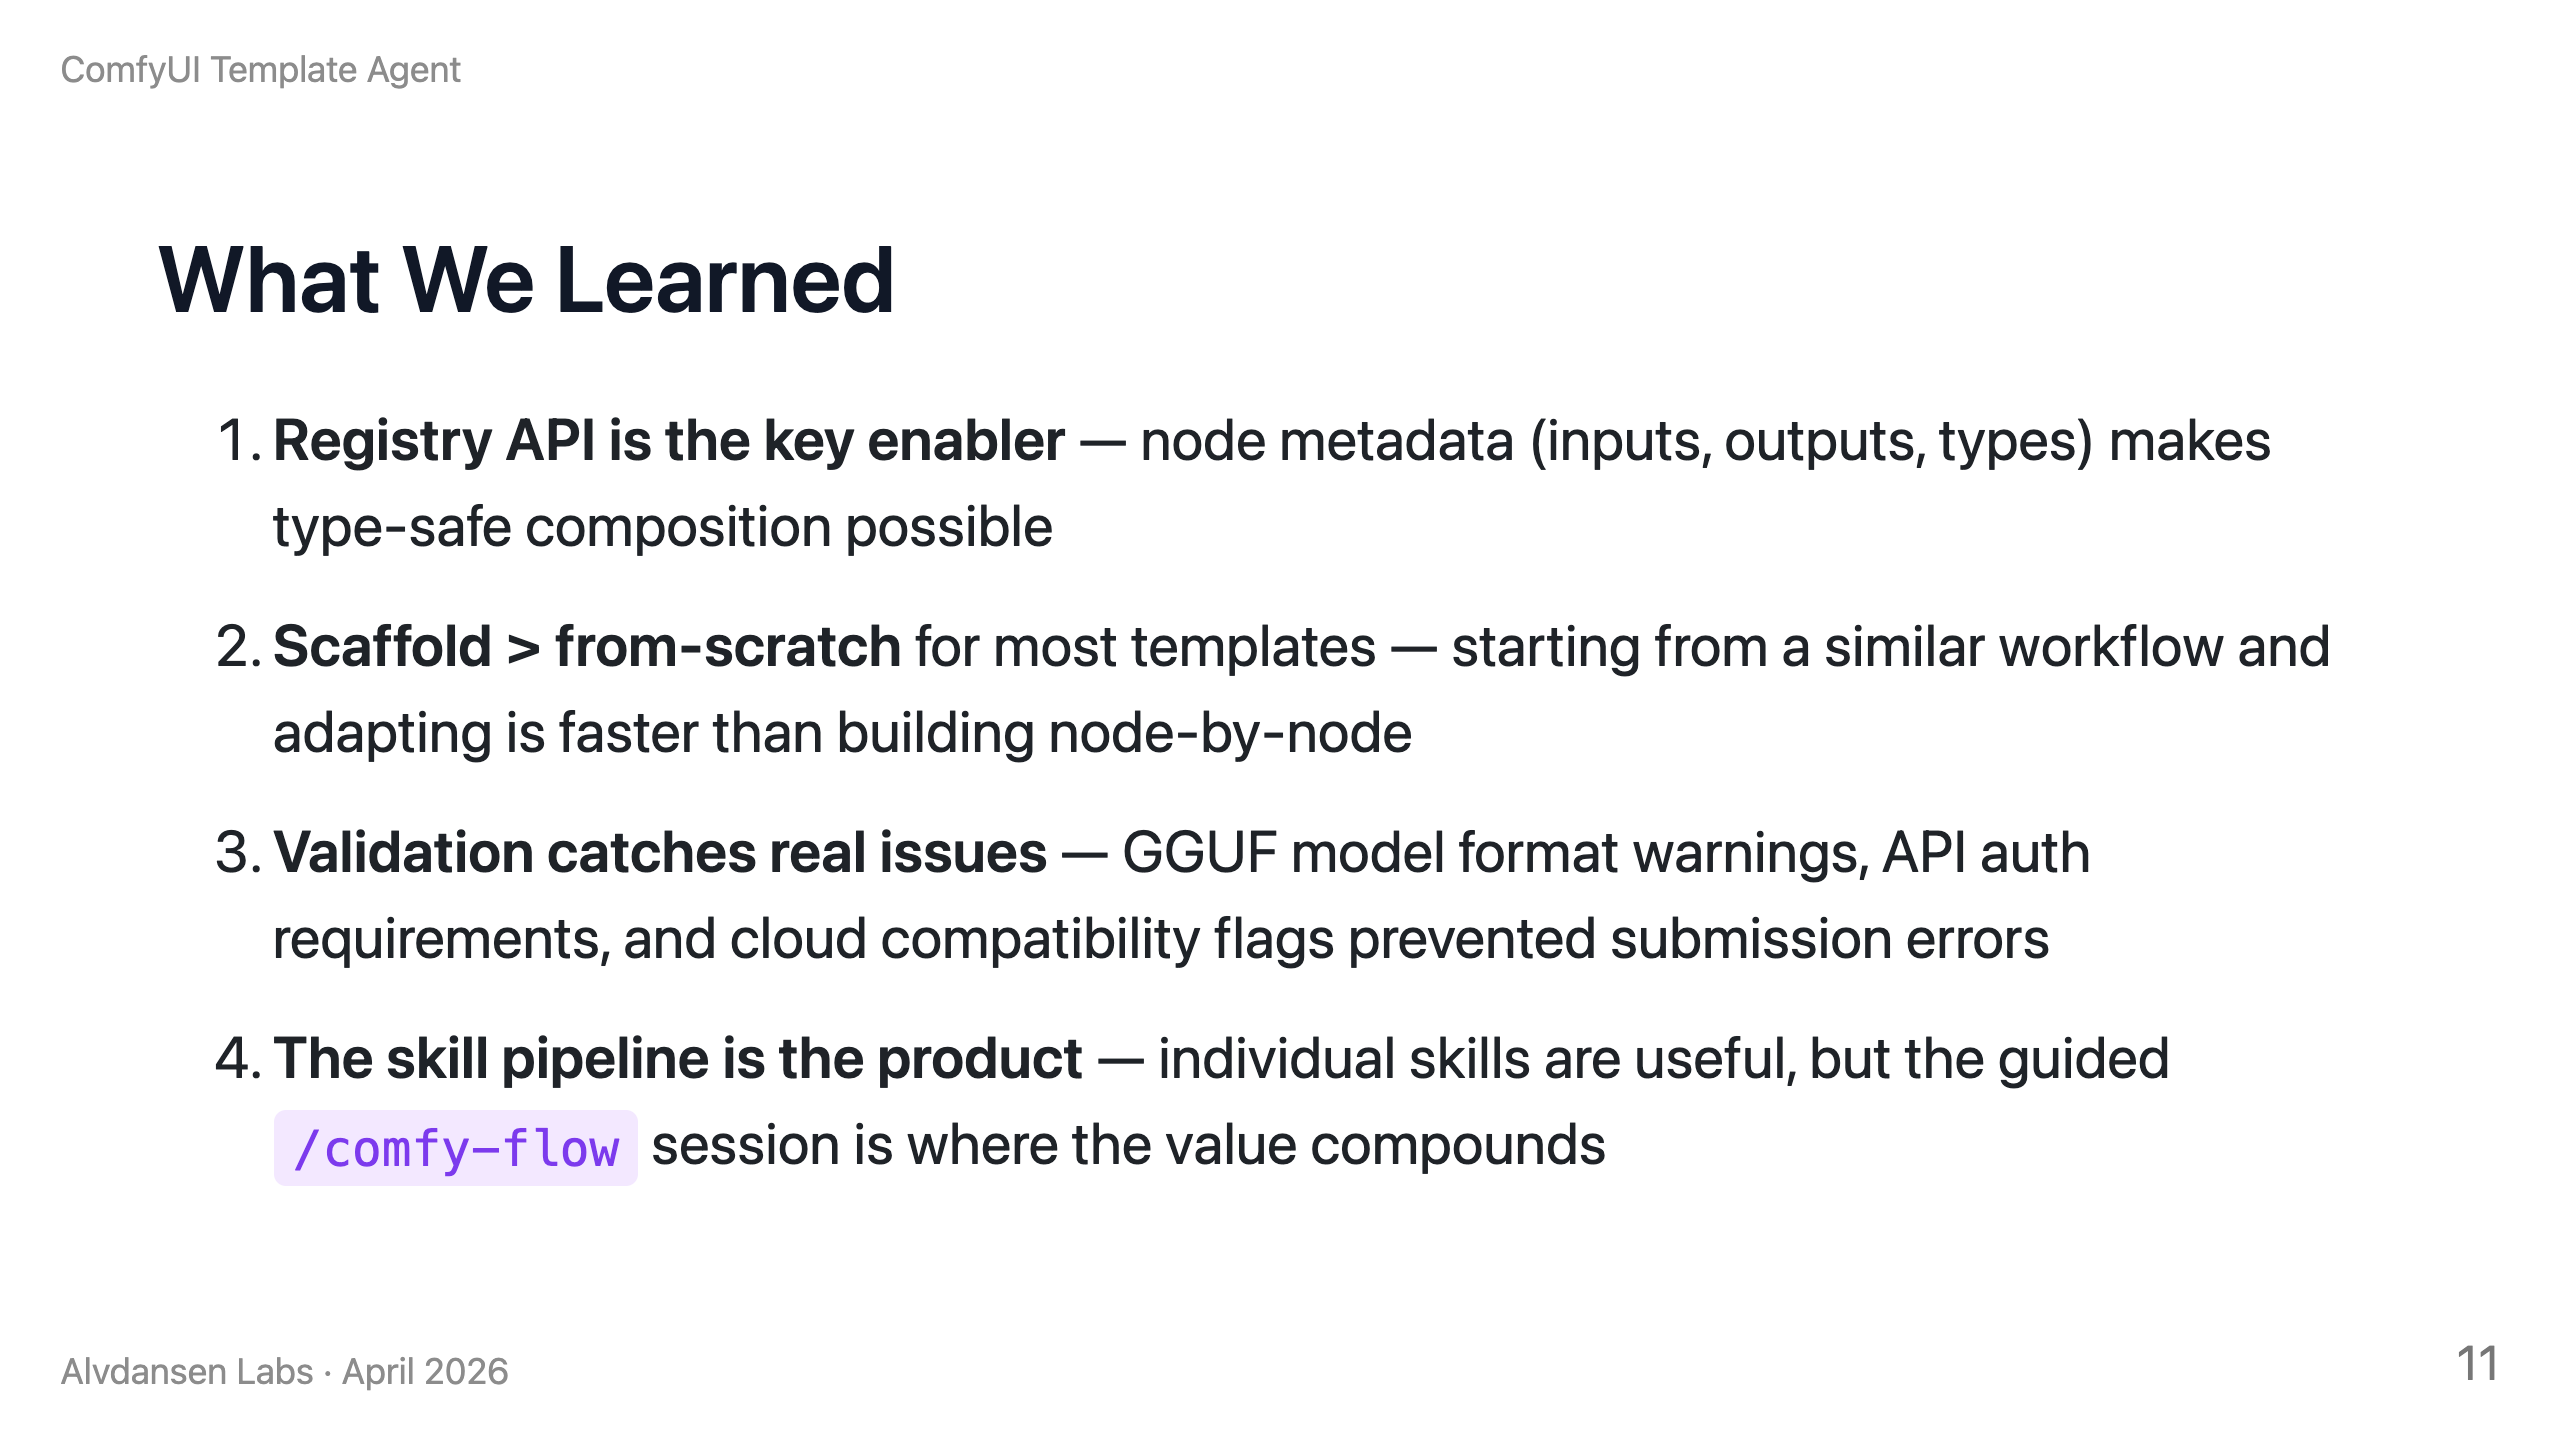 ComfyUI Template Agent
What We Learned
1. Registry API is the key enabler — node metadata (inputs, outputs, types) makes
type-safe composition possible
2. Scaffold > from-scratch for most templates — starting from a similar workflow and
adapting is faster than building node-by-node
3. Validation catches real issues — GGUF model format warnings, API auth
requirements, and cloud compatibility flags prevented submission errors
4. The skill pipeline is the product — individual skills are useful, but the guided
/comfy-flow session is where the value compounds
Alvdansen Labs · April 2026
11